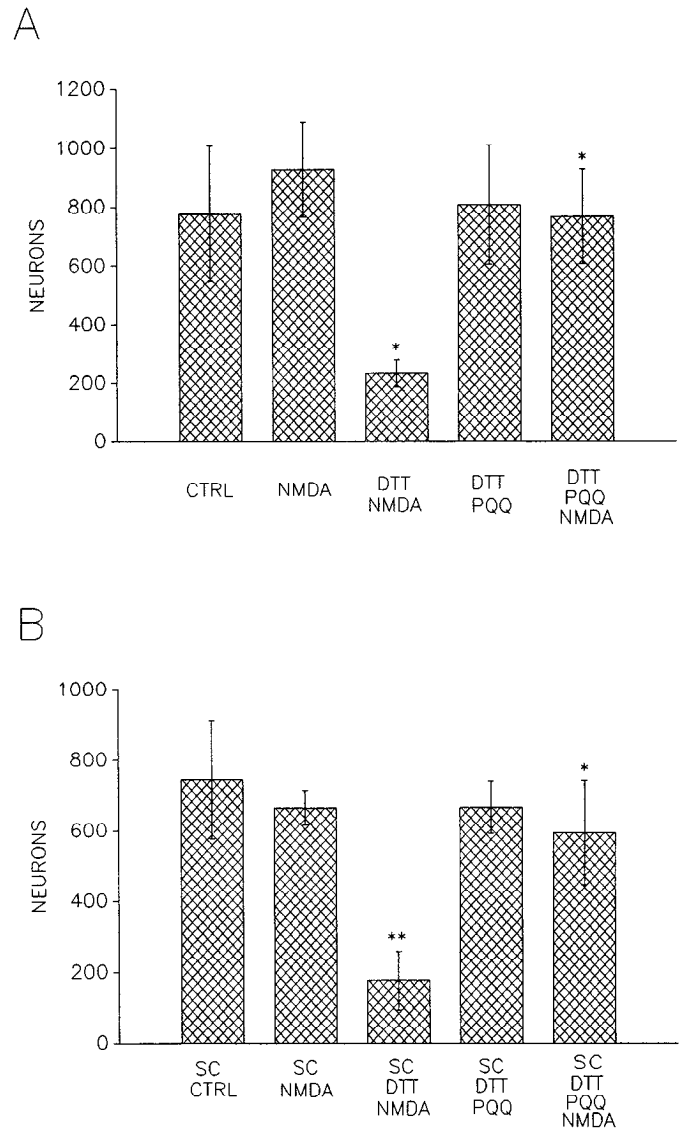 A
1200
1000
800
600
400
200
0
NEURONS
*
*
CTRL
NMDA
DTT
NMDA
DTT
PQQ
DTT
PQQ
NMDA
B
1000
800
600
400
200
0
NEURONS
**
*
SC
CTRL
SC
NMDA
SC
DTT
NMDA
SC
DTT
PQQ
SC
DTT
PQQ
NMDA